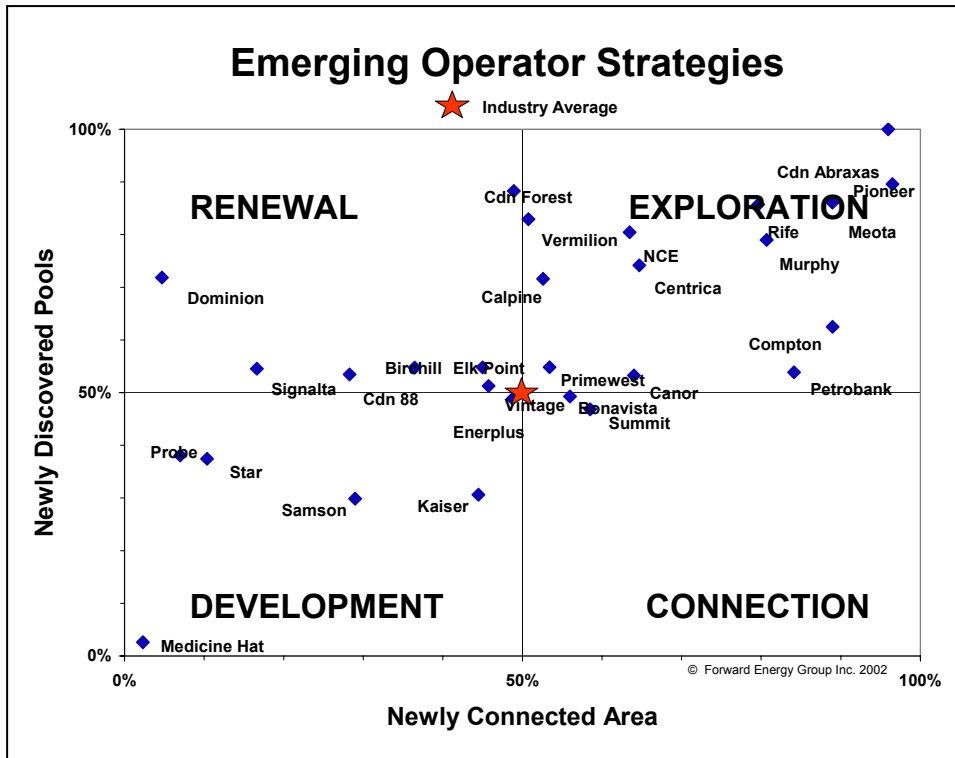 Emerging Operator Strategies
Industry Average
100%
Cdn Abraxas
Pioneer
Cdn Forest
RENEWAL
EXPLORATION
Rife
Meota
Vermilion
NCE
Murphy
Centrica
Dominion
Calpine
Compton
Birchill
Elk Point
Primewest
Signalta
Cdn 88
Canor
Petrobank
50%
Vintage
Bonavista
Summit
Enerplus
Probe
Star
Samson
Kaiser
DEVELOPMENT
CONNECTION
Medicine Hat
0%
© Forward Energy Group Inc. 2002
0%
50%
100%
Newly Connected Area
Newly Discovered Pools